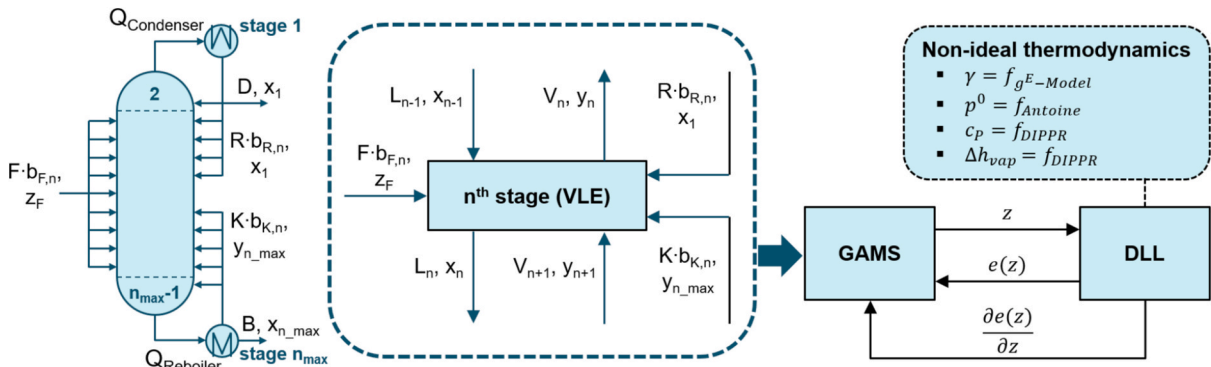 Q_Condenser
stage 1
2
D, x_1
F·b_F,n,
z_F
R·b_R,n,
x_1
K·b_K,n,
y_n_max
n_max-1
B, x_n_max
stage n_max
Q_Reboiler
L_n-1, x_n-1
V_n, y_n
R·b_R,n,
x_1
F·b_F,n,
z_F
n^th stage (VLE)
L_n, x_n
V_n+1, y_n+1
K·b_K,n,
y_n_max
Non-ideal thermodynamics
▪ γ = f_g^E−Model
▪ p^0 = f_Antoine
▪ c_P = f_DIPPR
▪ Δh_vap = f_DIPPR
GAMS
z
e(z)
∂e(z)
∂z
DLL